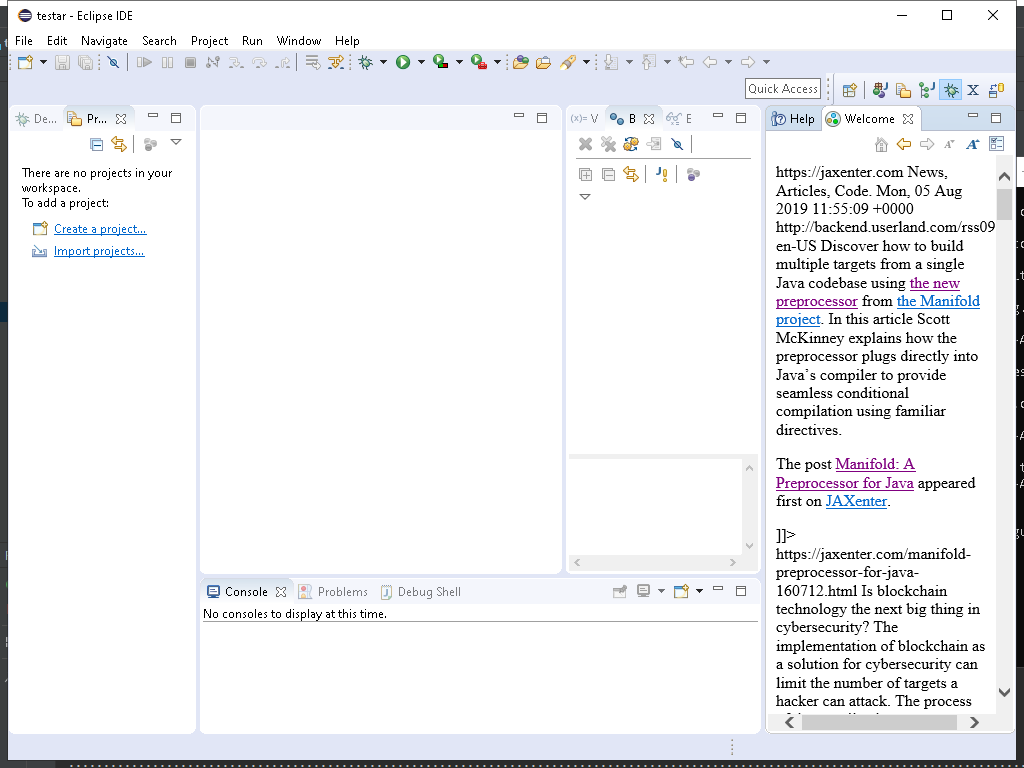 testar - Eclipse IDE
File Edit Navigate Search Project Run Window Help
Quick Access
De...
Pr...
There are no projects in your
workspace.
To add a project:
Create a project...
Import projects...
(x)= V
B
E
Help
Welcome
https://jaxenter.com News,
Articles, Code. Mon, 05 Aug
2019 11:55:09 +0000
http://backend.userland.com/rss09
en-US Discover how to build
multiple targets from a single
Java codebase using the new
preprocessor from the Manifold
project. In this article Scott
McKinney explains how the
preprocessor plugs directly into
Java’s compiler to provide
seamless conditional
compilation using familiar
directives.
The post Manifold: A
Preprocessor for Java appeared
first on JAXenter.
]]>
https://jaxenter.com/manifold-
preprocessor-for-java-
160712.html Is blockchain
technology the next big thing in
cybersecurity? The
implementation of blockchain as
a solution for cybersecurity can
limit the number of targets a
hacker can attack. The process
Console Problems Debug Shell
No consoles to display at this time.